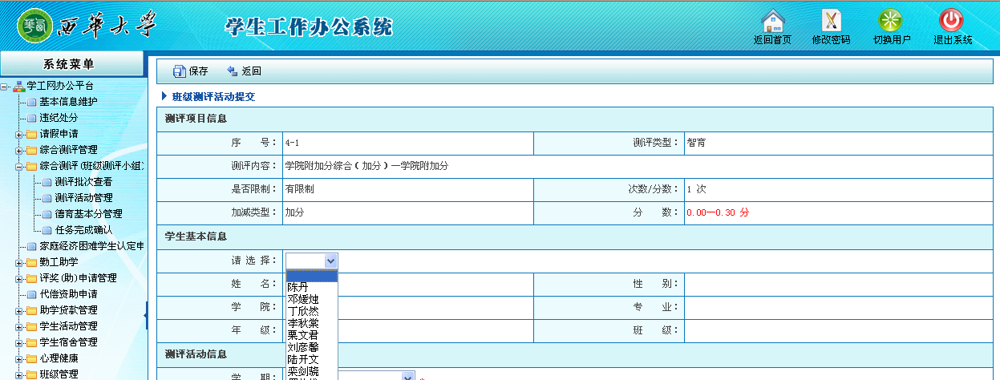 西华大学
学生工作办公系统
返回首页 修改密码 切换用户 退出系统
系统菜单
学工网办公平台
基本信息维护
违纪处分
请假申请
综合测评管理
综合测评(班级测评小组)
测评批次查看
测评活动管理
德育基本分管理
任务完成确认
家庭经济困难学生认定申
勤工助学
评奖(助)申请管理
代偿资助申请
助学贷款管理
学生活动管理
学生宿舍管理
心理健康
班级管理
保存 返回
班级测评活动提交
测评项目信息
序 号： 4-1 测评类型： 智育
测评内容： 学院附加分综合（加分）—学院附加分
是否限制： 有限制 次数/分数： 1 次
加减类型： 加分 分 数： 0.00—0.30 分
学生基本信息
请 选 择：
陈丹
邓媛烛
丁欣然
李秋棠
栗文君
刘彦馨
陆开文
栾剑骁
姓 名： 性 别：
学 院： 专 业：
年 级： 班 级：
测评活动信息
学 期： *